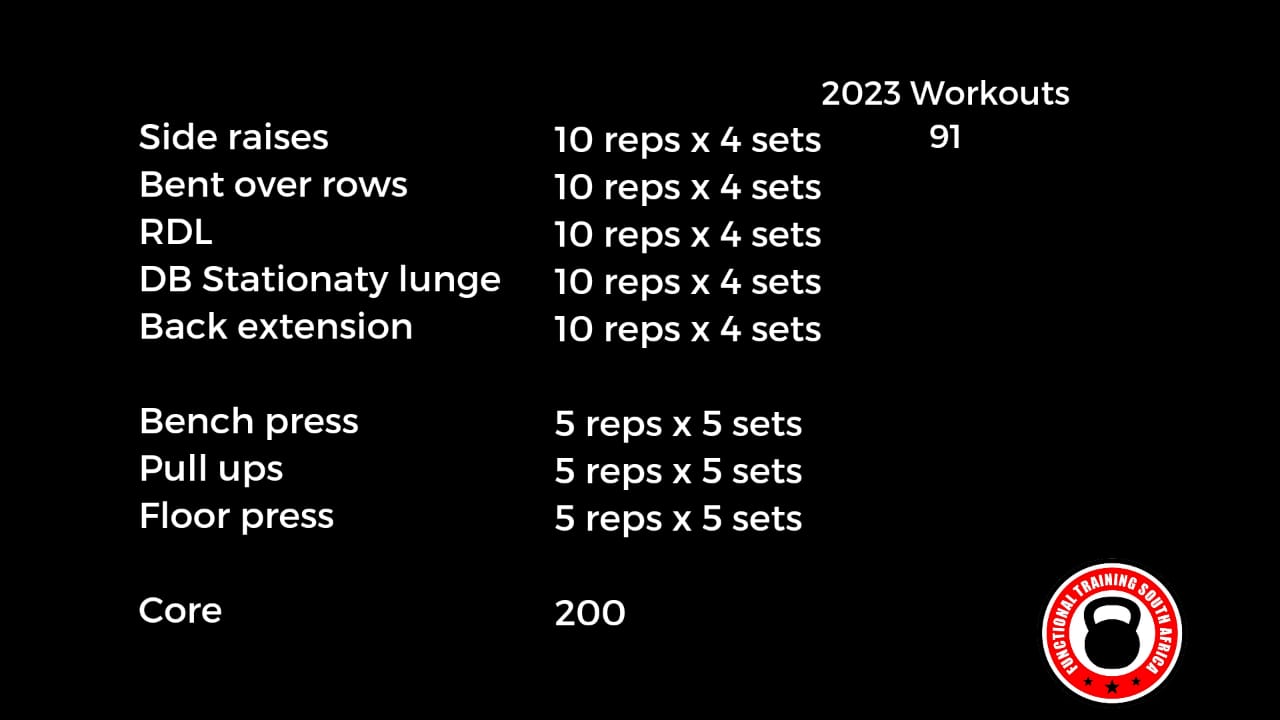 2023 Workouts
Side raises 10 reps x 4 sets 91
Bent over rows 10 reps x 4 sets
RDL 10 reps x 4 sets
DB Stationaty lunge 10 reps x 4 sets
Back extension 10 reps x 4 sets
Bench press 5 reps x 5 sets
Pull ups 5 reps x 5 sets
Floor press 5 reps x 5 sets
Core 200
FUNCTIONAL TRAINING SOUTH AFRICA